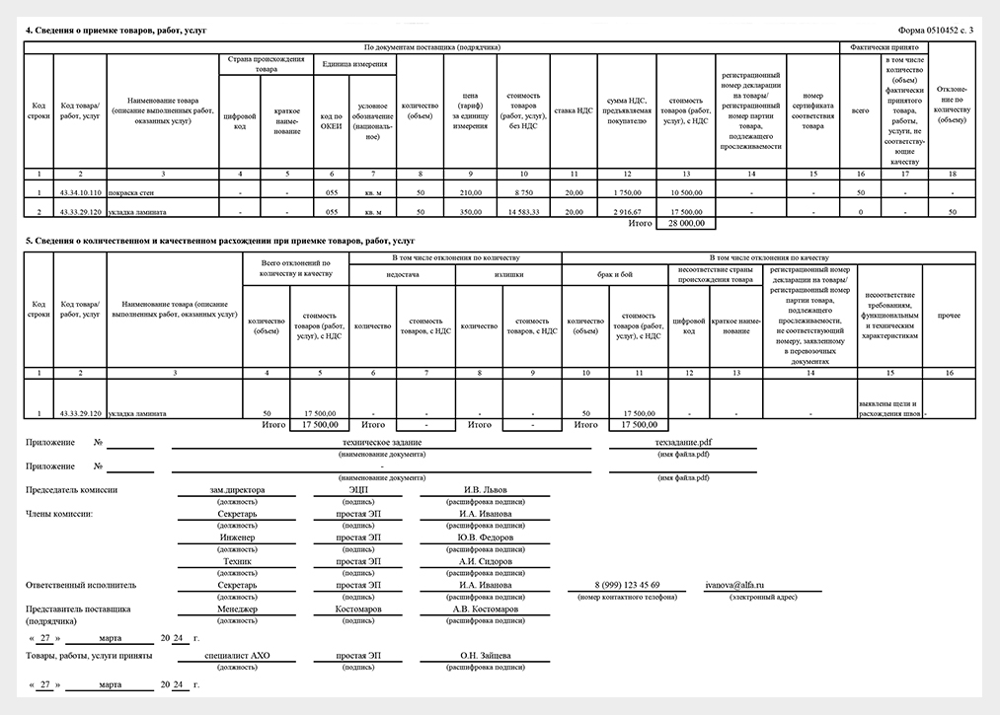 4. Сведения о приемке товаров, работ, услуг
Форма 0510452 с. 3
По документам поставщика (подрядчика)
Фактически принято
Код строки
Код товара/ работ, услуг
Наименование товара (описание выполненных работ, оказанных услуг)
Страна происхождения товара
цифровой код
краткое наиме-нование
Единица измерения
код по ОКЕИ
условное обозначение (националь-ное)
количество (объем)
цена (тариф) за единицу измерения
стоимость товаров (работ, услуг), без НДС
ставка НДС
сумма НДС, предъявляемая покупателю
стоимость товаров (работ, услуг), с НДС
регистрационный номер декларации на товары/ регистрационный номер партии товара, подлежащего прослеживаемости
номер сертификата соответствия товара
всего
в том числе количество (объем) фактически принятого товара, работы, услуги, не соответству-ющие качеству
Отклоне-ние по количеству (объему)
1 2 3 4 5 6 7 8 9 10 11 12 13 14 15 16 17 18
1 43.34.10.110 покраска стен - - 055 кв. м 50 210,00 8 750 20,00 1 750,00 10 500,00 - - 50 -
2 43.33.29.120 укладка ламината - - 055 кв. м 50 350,00 14 583,33 20,00 2 916,67 17 500,00 - - 0 - 50
Итого 28 000,00
5. Сведения о количественном и качественном расхождении при приемке товаров, работ, услуг
Код строки
Код товара/ работ, услуг
Наименование товара (описание выполненных работ, оказанных услуг)
Всего отклонений по количеству и качеству
количество (объем)
стоимость товаров (работ, услуг), с НДС
В том числе отклонения по количеству
недостача
количество
стоимость товаров, с НДС
излишки
количество
стоимость товаров, с НДС
В том числе отклонения по качеству
брак и бой
количество (объем)
стоимость товаров (работ, услуг), с НДС
несоответствие страны происхождения товара
цифровой код
краткое наиме-нование
регистрационный номер декларации на товары/ регистрационный номер партии товара, подлежащего прослеживаемости, не соответствующий номеру, заявленному в перевозочных документах
несоответствие требованиям, функциональным и техническим характеристикам
прочее
1 2 3 4 5 6 7 8 9 10 11 12 13 14 15 16
1 43.33.29.120 укладка ламината 50 17 500,00 - - - - 50 17 500,00 - - - выявлены щели и расхождения швов -
Итого 17 500,00 Итого - Итого - Итого 17 500,00
Приложение № техническое задание техзадание.pdf
(наименование документа) (имя файла.pdf)
Приложение № -
(наименование документа) (имя файла.pdf)
Председатель комиссии зам.директора ЭЦП И.В. Львов
(должность) (подпись) (расшифровка подписи)
Члены комиссии: Секретарь простая ЭП И.А. Иванова
(должность) (подпись) (расшифровка подписи)
Инженер простая ЭП Ю.В. Федоров
(должность) (подпись) (расшифровка подписи)
Техник простая ЭП А.И. Сидоров
(должность) (подпись) (расшифровка подписи)
Ответственный исполнитель Секретарь простая ЭП И.А. Иванова 8 (999) 123 45 69 ivanova@alfa.ru
(должность) (подпись) (расшифровка подписи) (номер контактного телефона) (электронный адрес)
Представитель поставщика Менеджер Костомаров А.В. Костомаров
(подрядчика) (должность) (подпись) (расшифровка подписи)
« 27 » марта 20 24 г.
Товары, работы, услуги приняты специалист АХО простая ЭП О.Н. Зайцева
(должность) (подпись) (расшифровка подписи)
« 27 » марта 20 24 г.